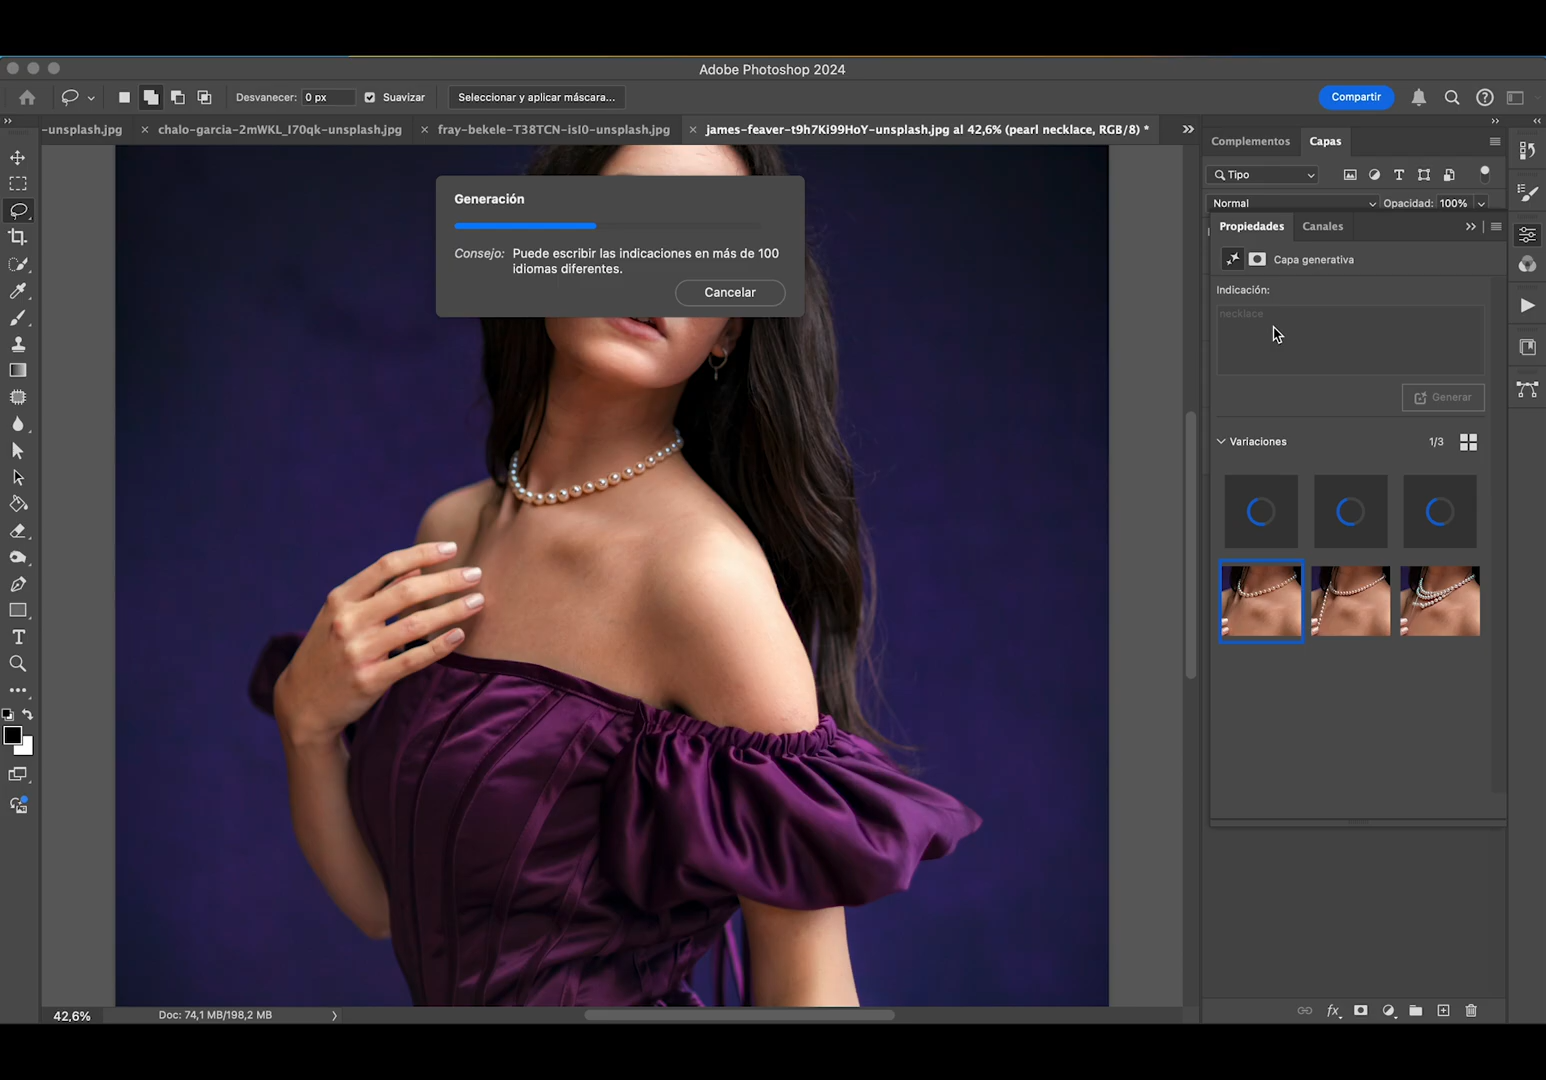 Adobe Photoshop 2024
Desvanecer: 0 px
Suavizar
Seleccionar y aplicar máscara...
Compartir
-unsplash.jpg
chalo-garcia-2mWKL_I70qk-unsplash.jpg
fray-bekele-T38TCN-isI0-unsplash.jpg
james-feaver-t9h7Ki99HoY-unsplash.jpg al 42,6% (pearl necklace, RGB/8) *
Complementos
Capas
Tipo
Normal
Opacidad: 100%
Propiedades
Canales
Capa generativa
Indicación:
necklace
Generar
Variaciones
1/3
Generación
Consejo: Puede escribir las indicaciones en más de 100
idiomas diferentes.
Cancelar
42,6%
Doc: 74,1 MB/198,2 MB